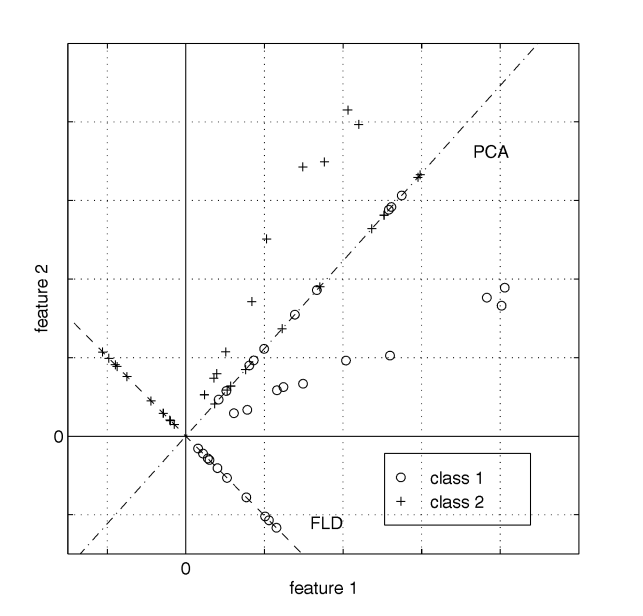 PCA
feature 2
0
class 1
class 2
FLD
0
feature 1